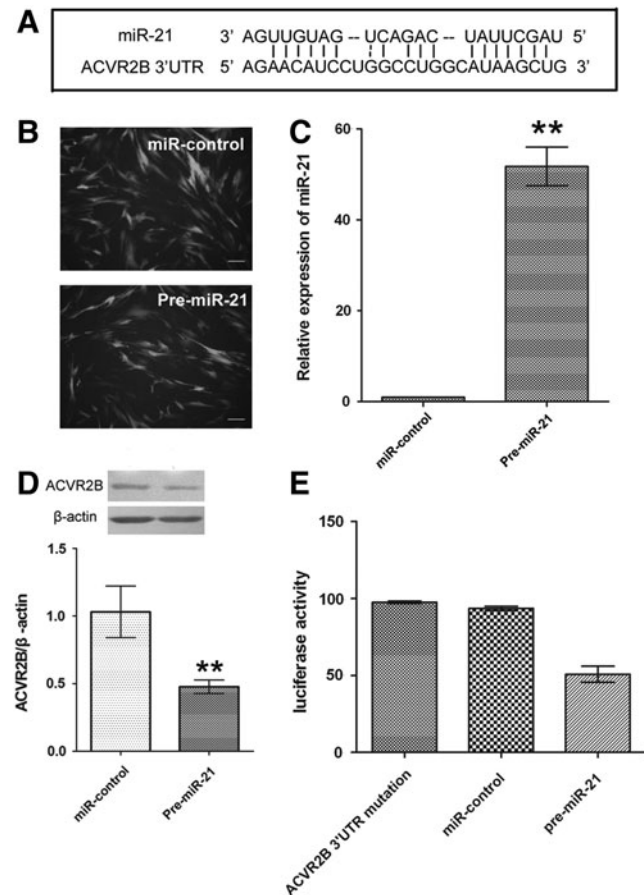 A
miR-21 3' AGUUGUAG -- UCAGAC -- UAUUCGAU 5'
ACVR2B 3'UTR 5' AGAACAUCCUGGCCUGGCAUAAGCUG 3'
B
miR-control
Pre-miR-21
C
Relative expression of miR-21
60
40
20
0
**
miR-control
Pre-miR-21
D
ACVR2B
β-actin
ACVR2B/β -actin
1.5
1.0
0.5
0.0
**
miR-control
Pre-miR-21
E
luciferase activity
150
100
50
0
ACVR2B 3'UTR mutation
miR-control
pre-miR-21